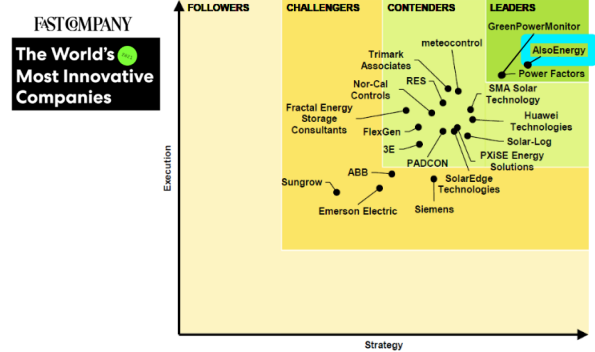 FAST COMPANY
The World's
Most Innovative
Companies
FOLLOWERS
CHALLENGERS
CONTENDERS
LEADERS
GreenPowerMonitor
AlsoEnergy
Power Factors
meteocontrol
Trimark
Associates
RES
Nor-Cal
Controls
SMA Solar
Technology
Fractal Energy
Storage
Consultants
Huawei
Technologies
FlexGen
Solar-Log
3E
PADCON
PXiSE Energy
Solutions
SolarEdge
Technologies
ABB
Sungrow
Emerson Electric
Siemens
Execution
Strategy